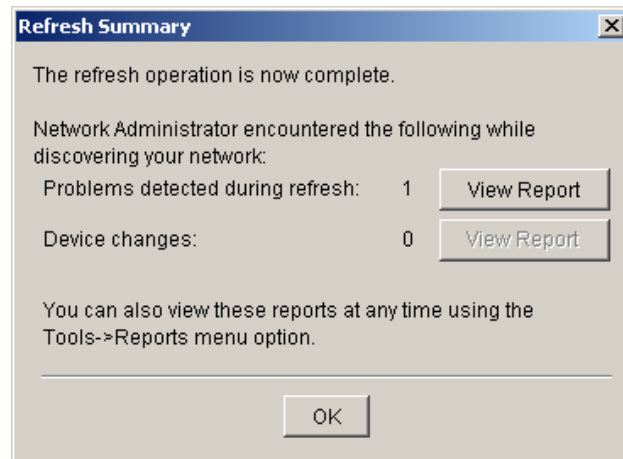 Refresh Summary
The refresh operation is now complete.
Network Administrator encountered the following while
discovering your network:
Problems detected during refresh: 1 View Report
Device changes: 0 View Report
You can also view these reports at any time using the
Tools->Reports menu option.
OK